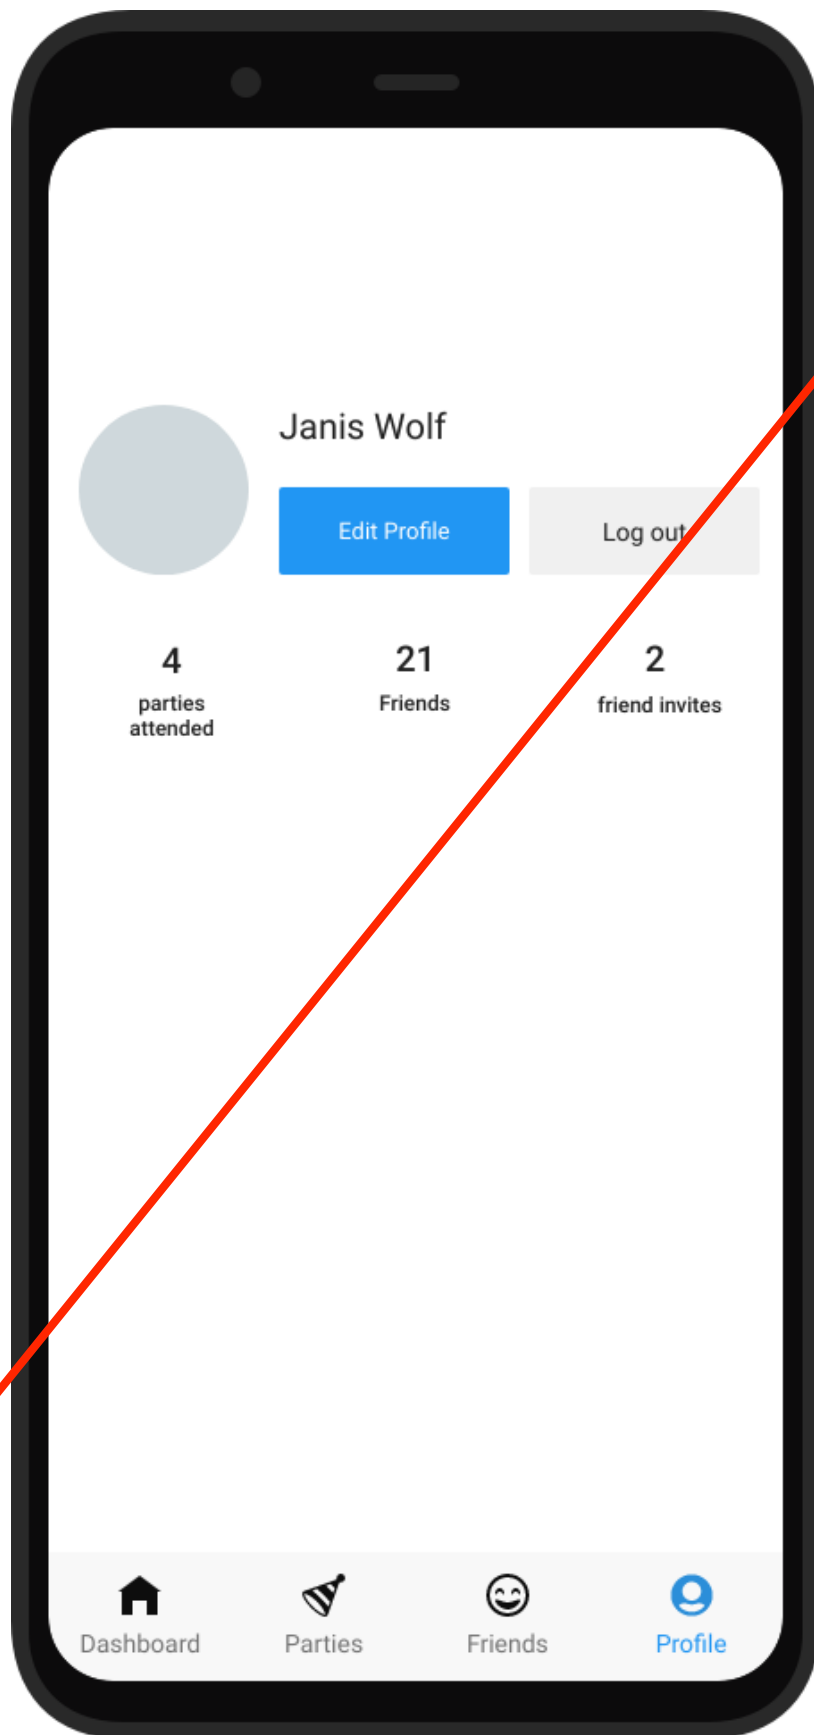 Janis Wolf
Edit Profile
Log out
4
parties
attended
21
Friends
2
friend invites
Dashboard
Parties
Friends
Profile